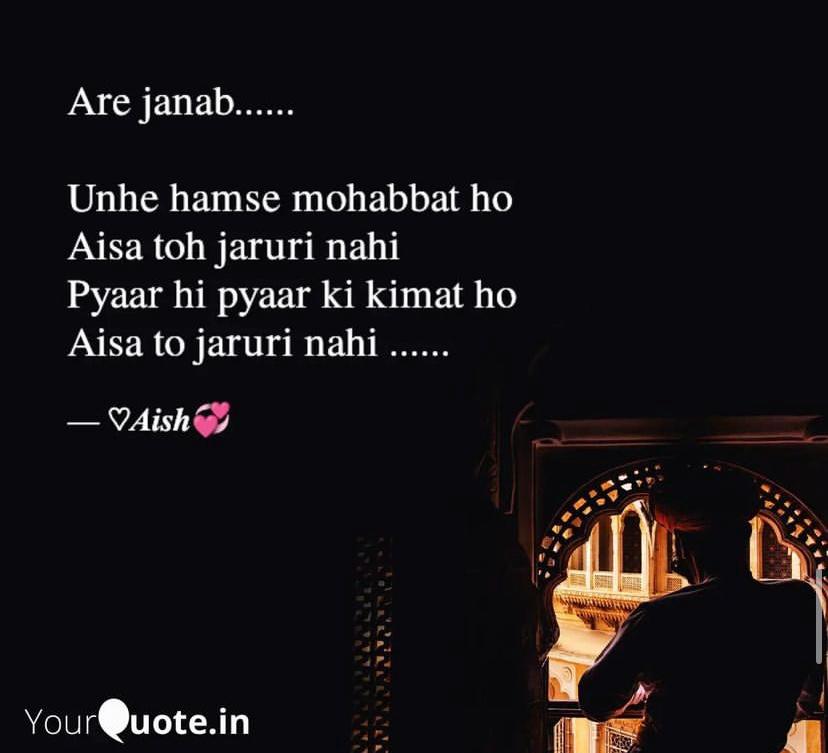 Are janab......
Unhe hamse mohabbat ho
Aisa toh jaruri nahi
Pyaar hi pyaar ki kimat ho
Aisa to jaruri nahi ......
— ♡Aish💞
YourQuote.in